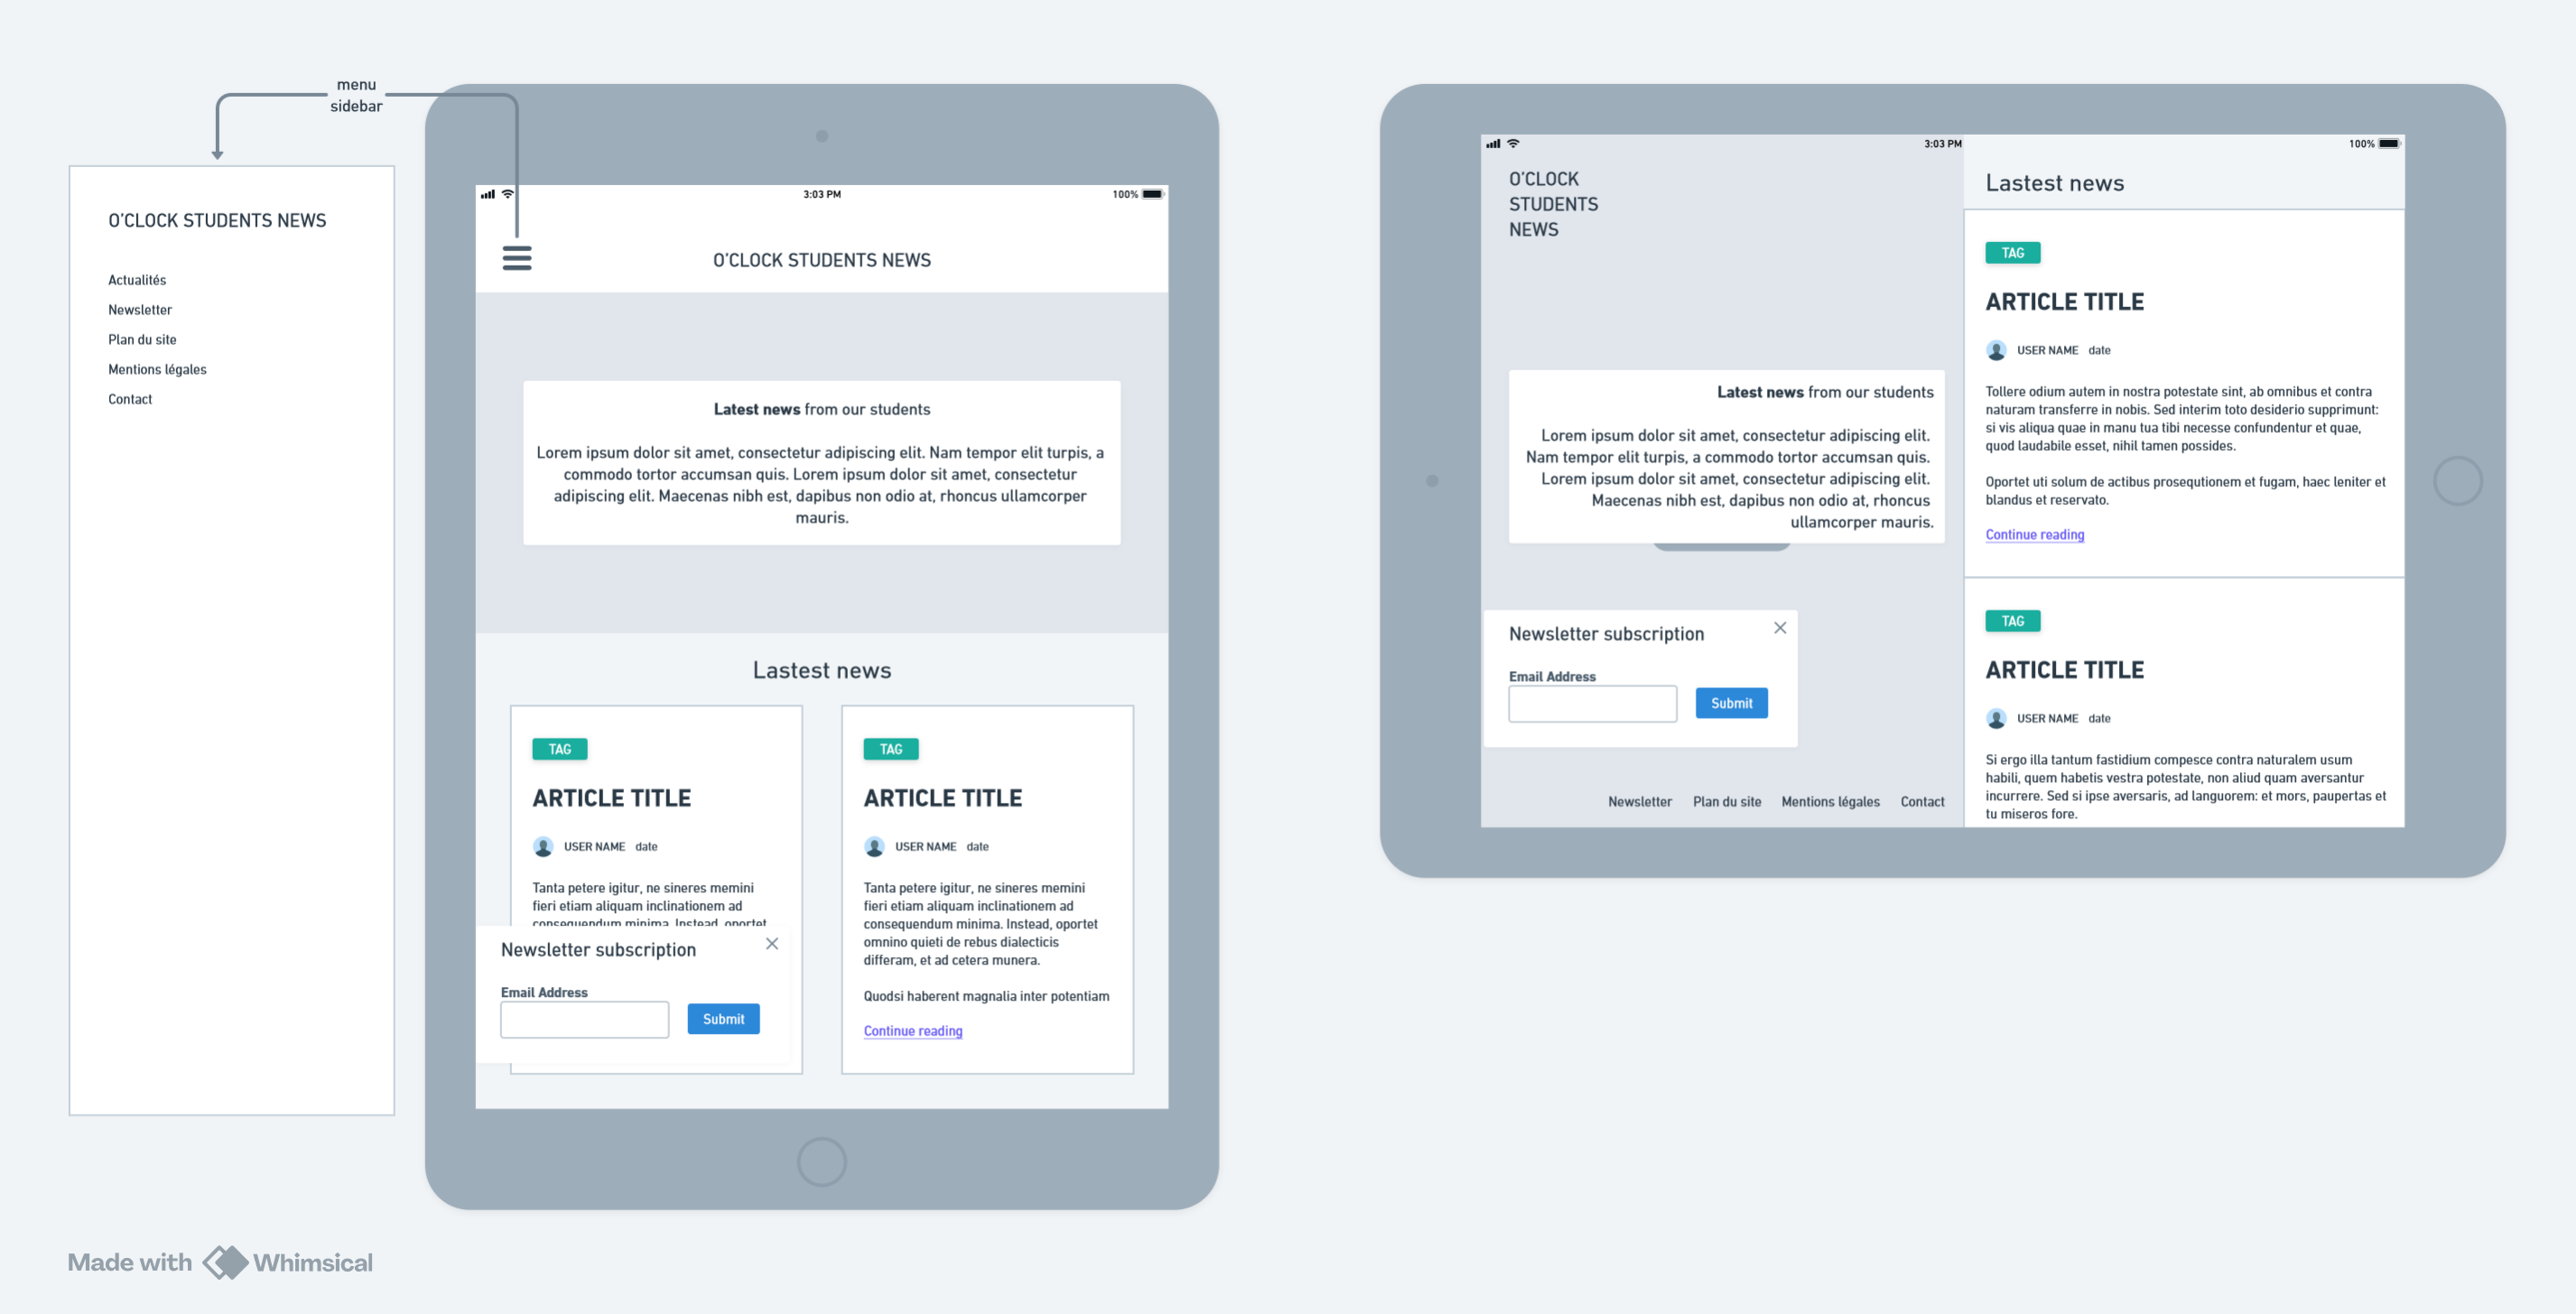 menu
sidebar
O'CLOCK STUDENTS NEWS
Actualités
Newsletter
Plan du site
Mentions légales
Contact
3:03 PM
100%
O'CLOCK STUDENTS NEWS
Latest news from our students
Lorem ipsum dolor sit amet, consectetur adipiscing elit. Nam tempor elit turpis, a
commodo tortor accumsan quis. Lorem ipsum dolor sit amet, consectetur
adipiscing elit. Maecenas nibh est, dapibus non odio at, rhoncus ullamcorper
mauris.
Lastest news
TAG
ARTICLE TITLE
USER NAME date
Tanta petere igitur, ne sineres memini
fieri etiam aliquam inclinationem ad
consequendum minima. Instead, oportet
Newsletter subscription
Email Address
Submit
TAG
ARTICLE TITLE
USER NAME date
Tanta petere igitur, ne sineres memini
fieri etiam aliquam inclinationem ad
consequendum minima. Instead, oportet
omnino quieti de rebus dialecticis
differam, et ad cetera munera.
Quodsi haberent magnalia inter potentiam
Continue reading
3:03 PM
100%
O'CLOCK
STUDENTS
NEWS
Latest news from our students
Lorem ipsum dolor sit amet, consectetur adipiscing elit.
Nam tempor elit turpis, a commodo tortor accumsan quis.
Lorem ipsum dolor sit amet, consectetur adipiscing elit.
Maecenas nibh est, dapibus non odio at, rhoncus
ullamcorper mauris.
Newsletter subscription
Email Address
Submit
Newsletter Plan du site Mentions légales Contact
Lastest news
TAG
ARTICLE TITLE
USER NAME date
Tollere odium autem in nostra potestate sint, ab omnibus et contra
naturam transferre in nobis. Sed interim toto desiderio supprimunt:
si vis aliqua quae in manu tua tibi necesse confundentur et quae,
quod laudabile esset, nihil tamen possides.
Oportet uti solum de actibus prosequtionem et fugam, haec leniter et
blandus et reservato.
Continue reading
TAG
ARTICLE TITLE
USER NAME date
Si ergo illa tantum fastidium compesce contra naturalem usum
habili, quem habetis vestra potestate, non aliud quam aversantur
incurrere. Sed si ipse aversaris, ad languorem: et mors, paupertas et
tu miseros fore.
Made with Whimsical